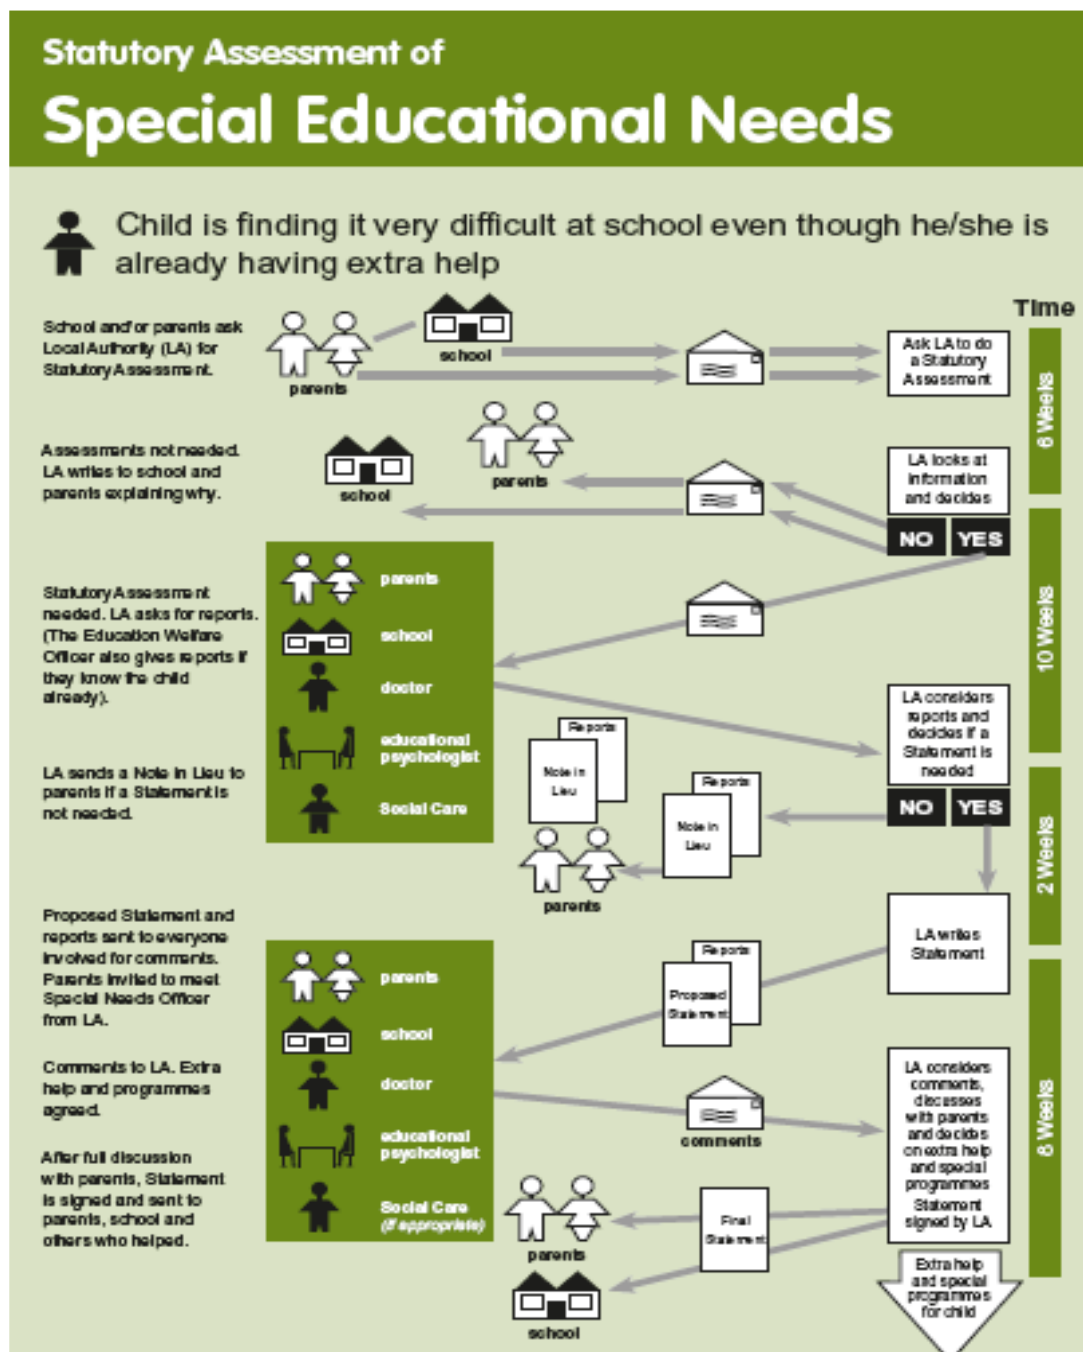 Statutory Assessment of
Special Educational Needs
Child is finding it very difficult at school even though he/she is
already having extra help
Time
School and/or parents ask
Local Authority (LA) for
Statutory Assessment.
parents
school
Ask LA to do
a Statutory
Assessment
6 Weeks
Assessments not needed.
LA writes to school and
parents explaining why.
school
parents
LA looks at
information
and decides
NO YES
Statutory Assessment
needed. LA asks for reports.
(The Education Welfare
Officer also gives reports if
they know the child
already).
parents
school
doctor
educational
psychologist
Social Care
10 Weeks
LA considers
reports and
decides if a
Statement is
needed
NO YES
LA sends a Note in Lieu to
parents if a Statement is
not needed.
Reports
Note in
Lieu
Reports
Note in
Lieu
parents
2 Weeks
LA writes
Statement
Proposed Statement and
reports sent to everyone
involved for comments.
Parents invited to meet
Special Needs Officer
from LA.
Comments to LA. Extra
help and programmes
agreed.
After full discussion
with parents, Statement
is signed and sent to
parents, school and
others who helped.
parents
school
doctor
educational
psychologist
Social Care
(if appropriate)
Reports
Proposed
Statement
comments
LA considers
comments,
discusses
with parents
and decides
on extra help
and special
programmes
Statement
signed by LA
8 Weeks
Final
Statement
parents
school
Extra help
and special
programmes
for child